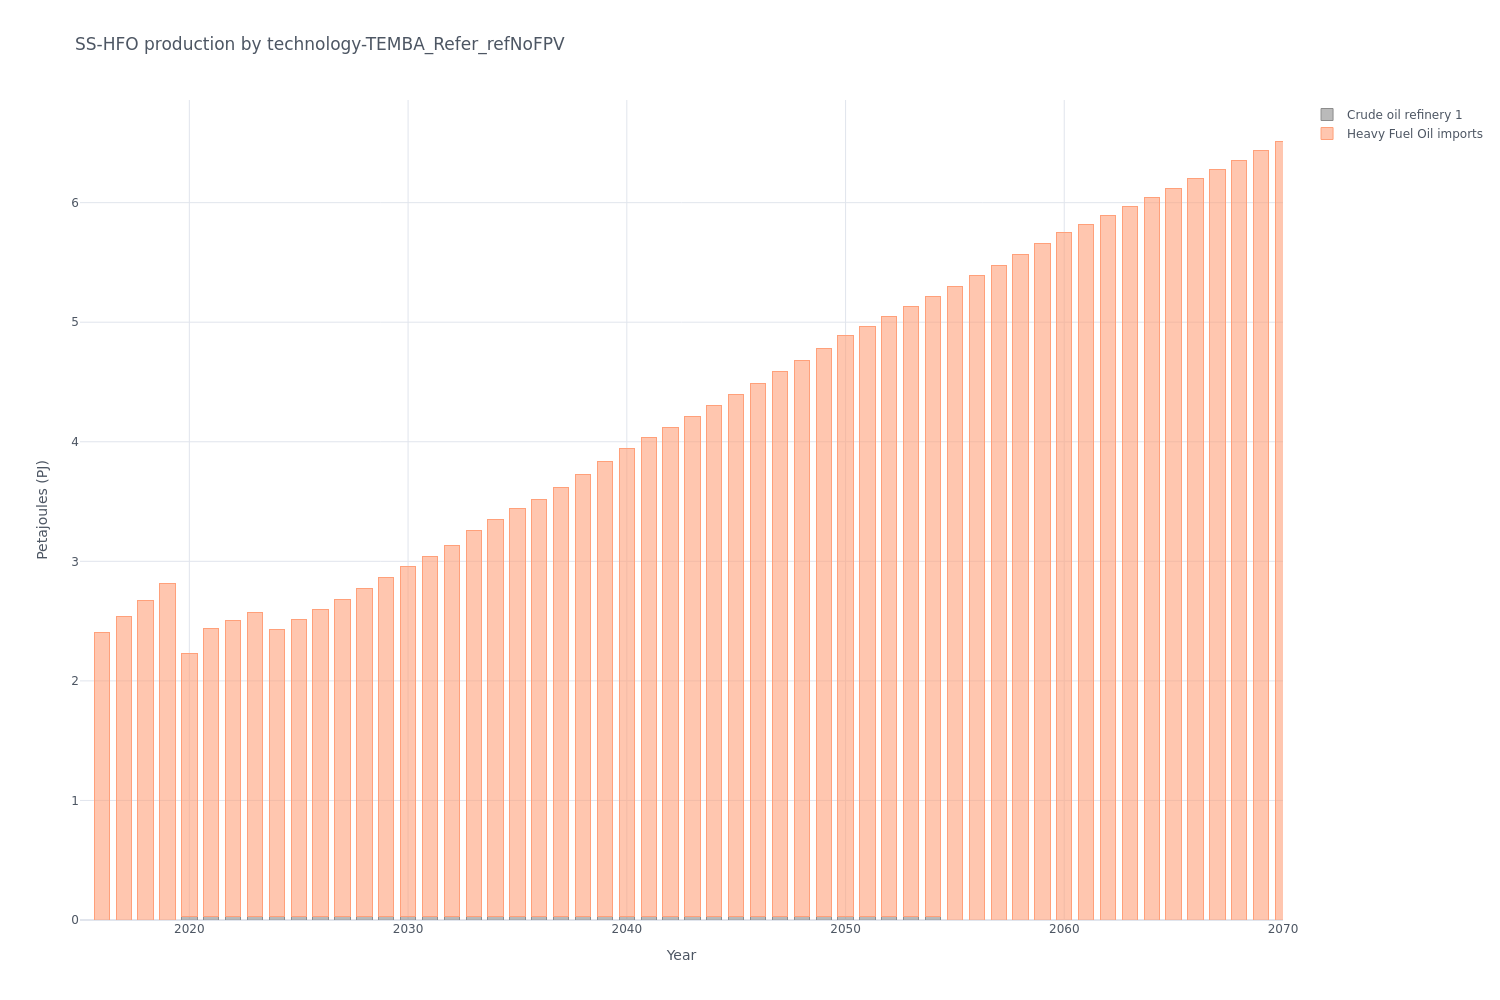 SS-HFO production by technology-TEMBA_Refer_refNoFPV
Crude oil refinery 1
Heavy Fuel Oil imports
6
5
4
3
2
1
0
Petajoules (PJ)
2020
2030
2040
2050
2060
2070
Year